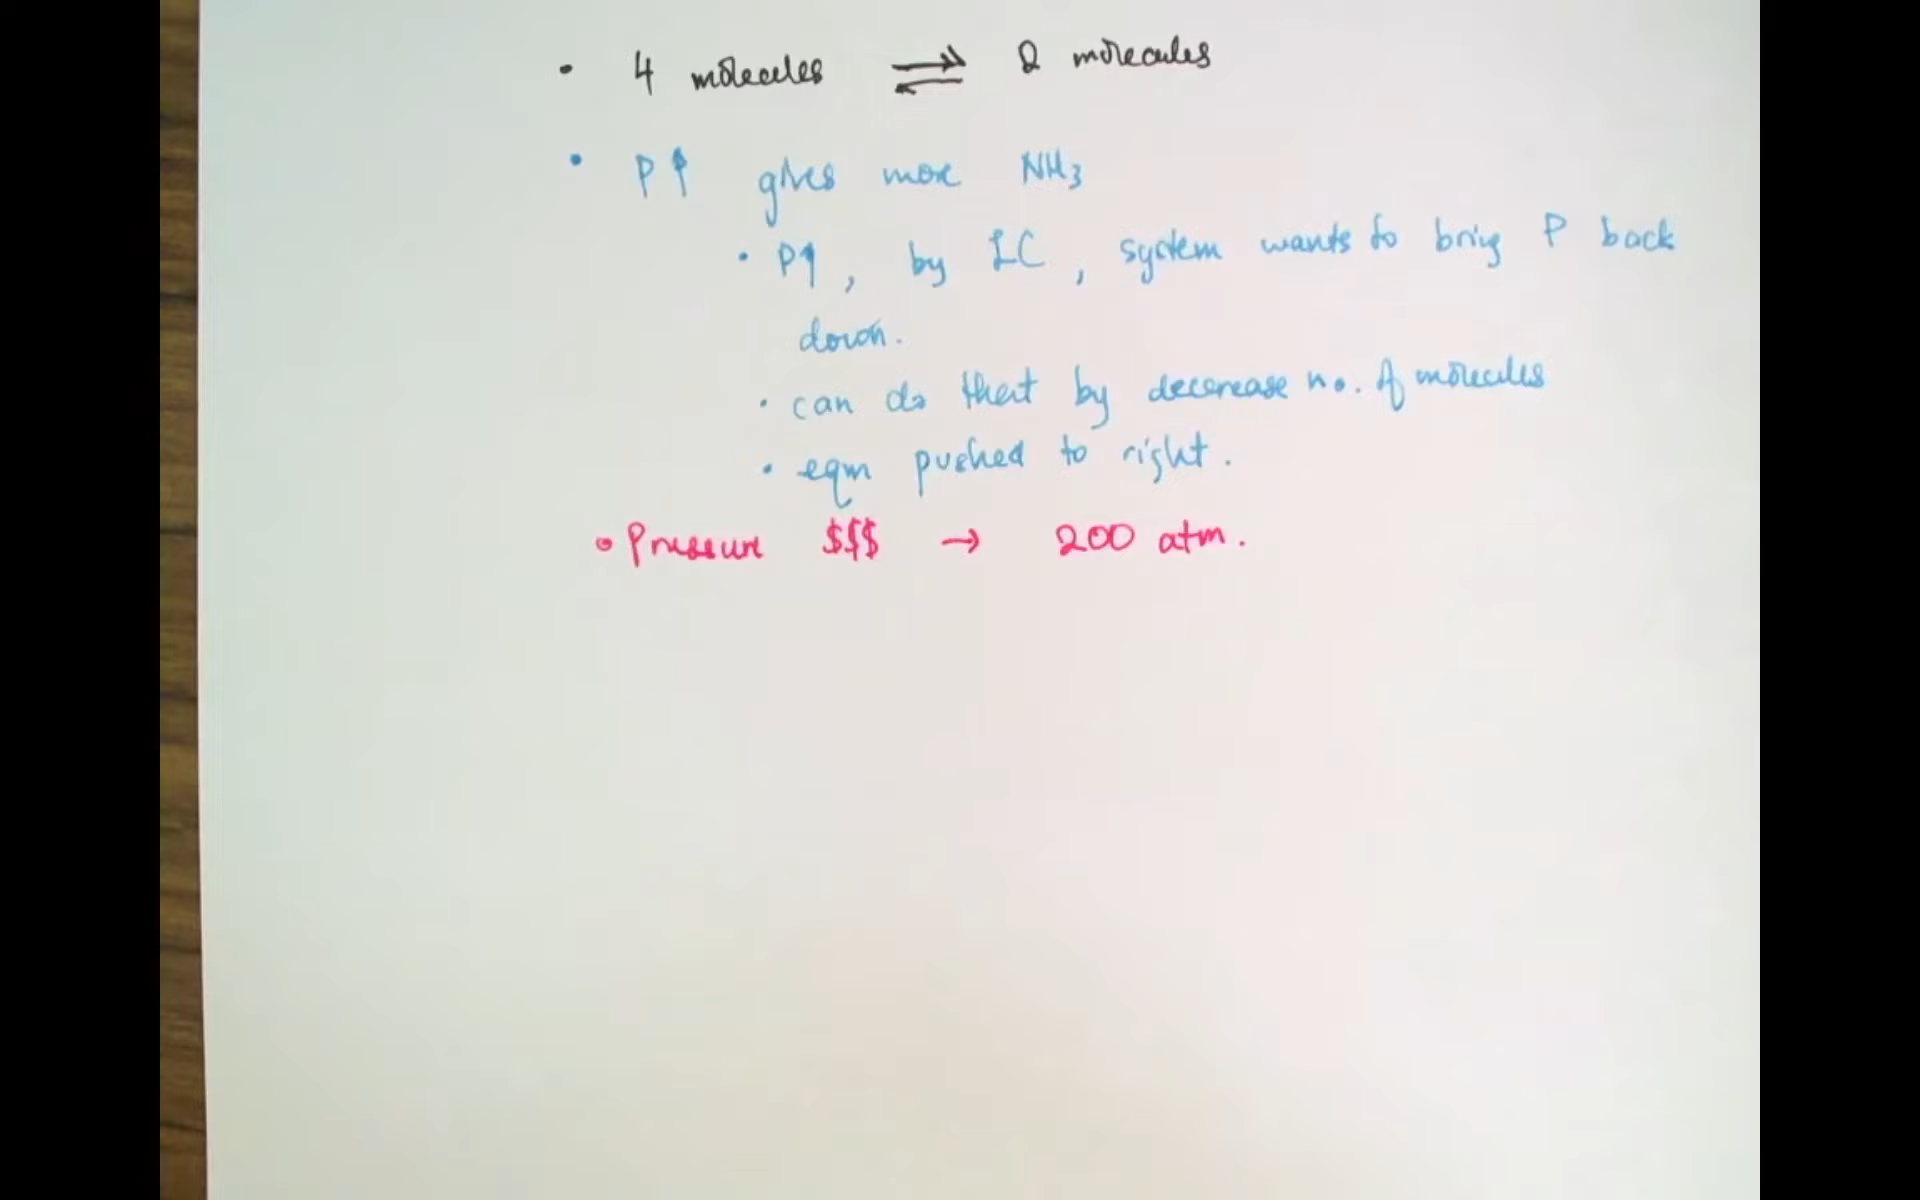 • 4 molecules ⇌ 2 molecules
• P↑ gives more NH3
• P↑, by LC, system wants to bring P back
down.
• can do that by decrease no. of molecules
• eqm pushed to right.
• Pressure $$$ → 200 atm.